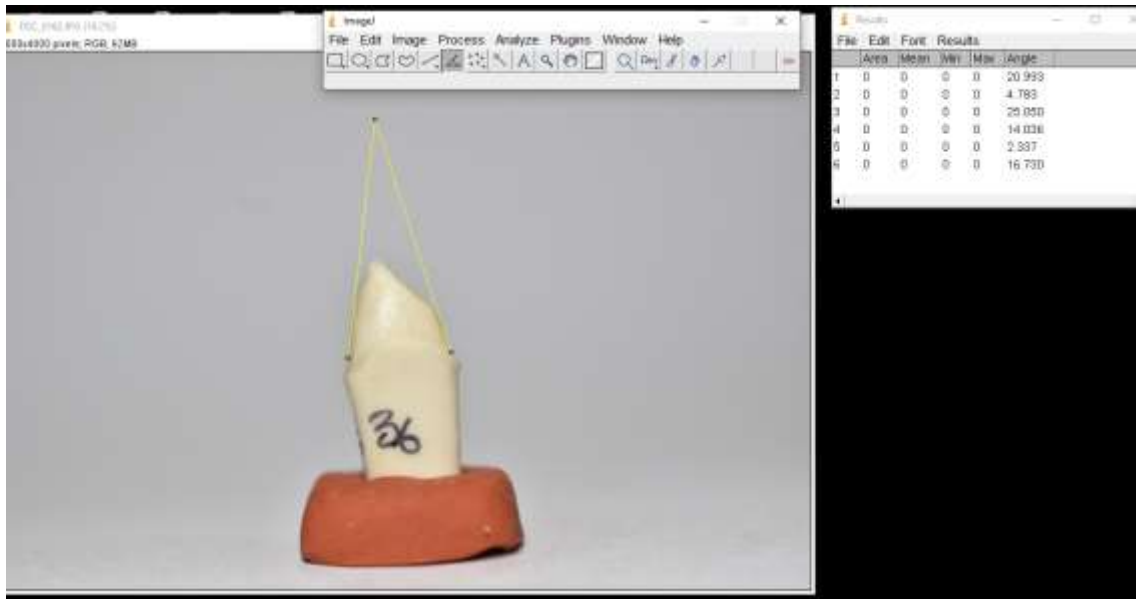 ImageJ
File Edit Image Process Analyze Plugins Window Help
Results
File Edit Font Results
Area Mean Min Max Angle
1 0 0 0 0 20.993
2 0 0 0 0 4.783
3 0 0 0 0
4 0 0 0 0 14.036
5 0 0 0 0 2.337
6 0 0 0 0 16.730
36